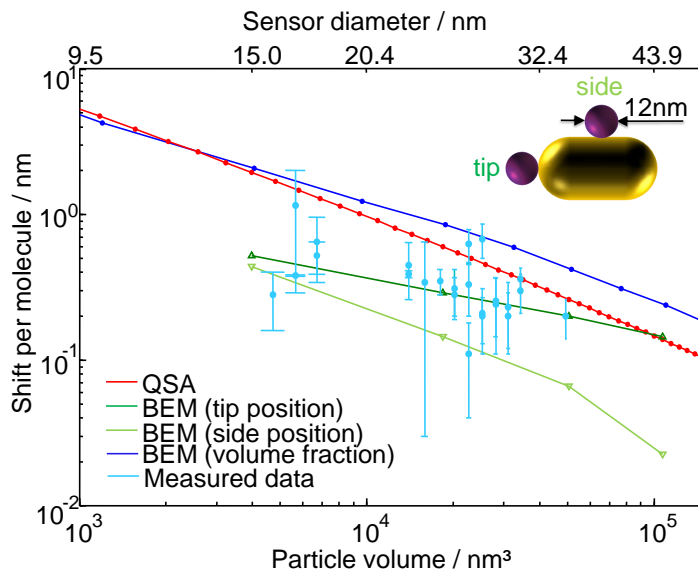 Sensor diameter / nm
9.5 15.0 20.4 32.4 43.9
10¹
side
12nm
tip
10⁰
Shift per molecule / nm
10⁻¹
QSA
BEM (tip position)
BEM (side position)
BEM (volume fraction)
Measured data
10⁻²
10³ 10⁴ 10⁵
Particle volume / nm³